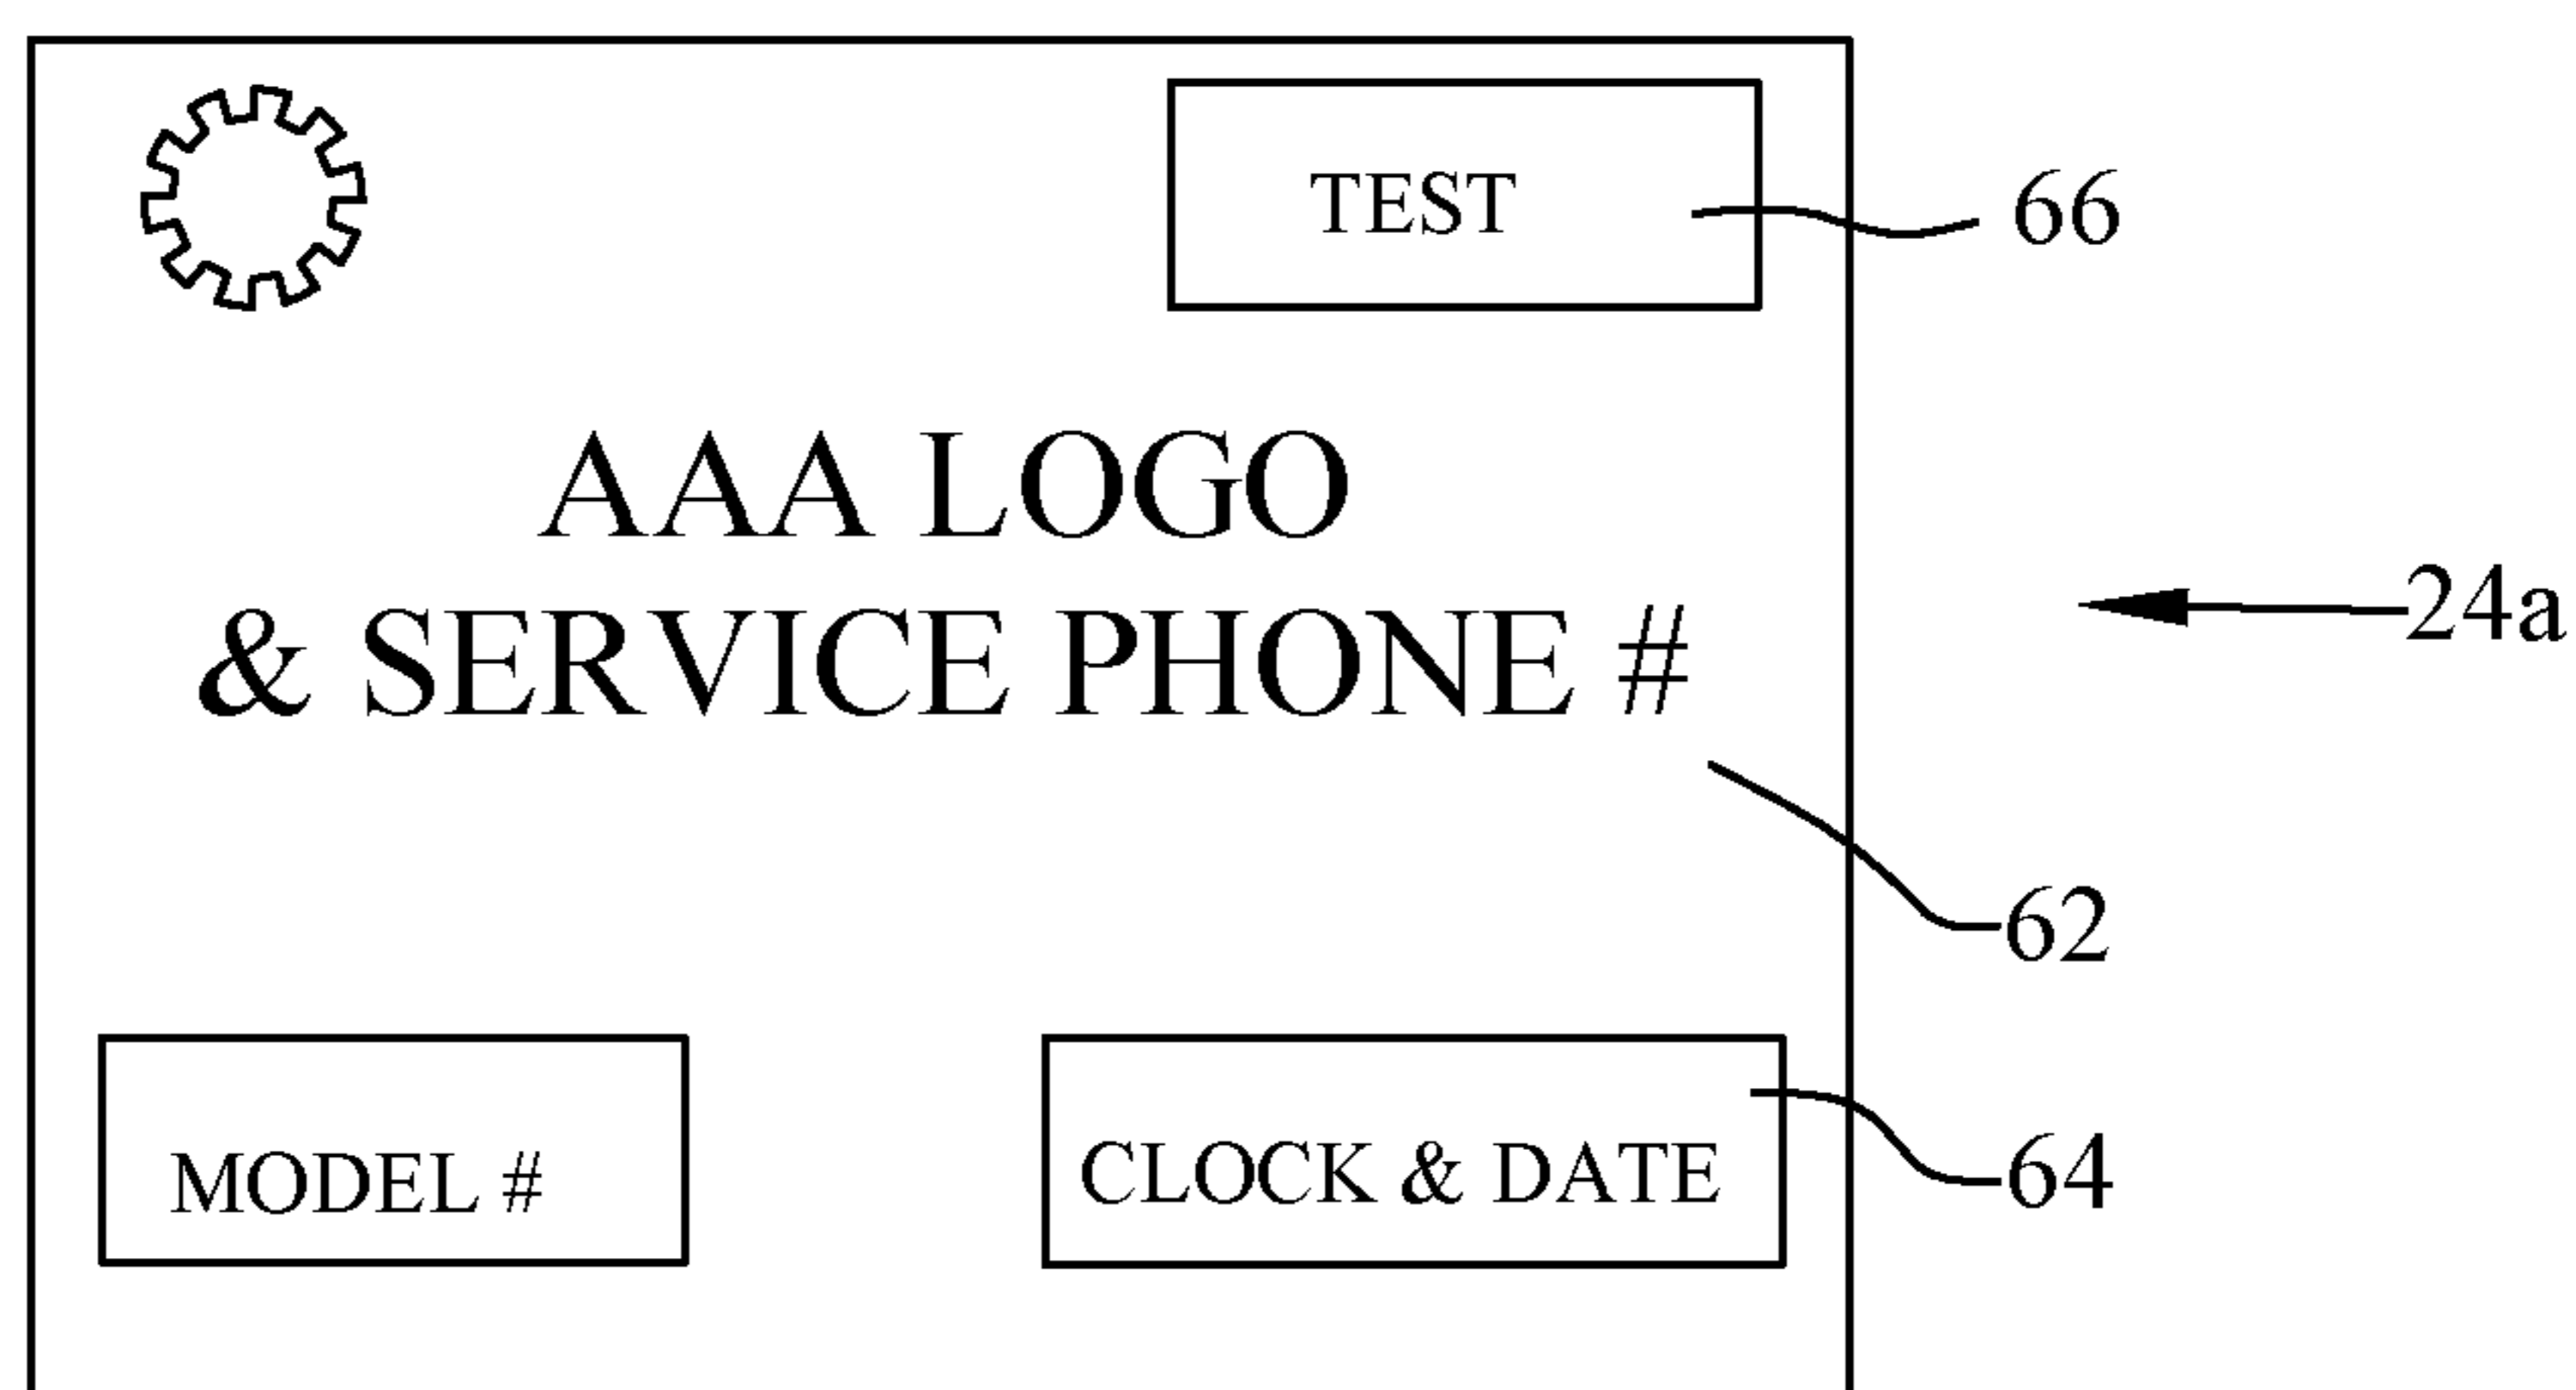 TEST
66
AAA LOGO
& SERVICE PHONE #
24a
62
MODEL #
CLOCK & DATE
64